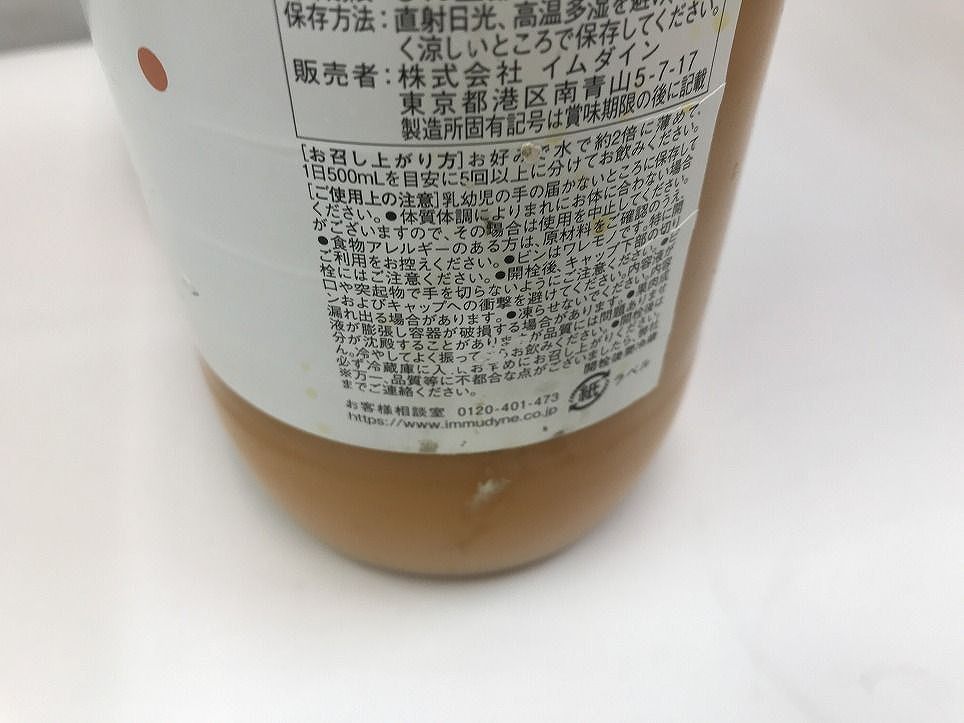 保存方法：直射日光、高温多湿を避け
く涼しいところで保存してください。
販売者：株式会社 イムダイン
東京都港区南青山5-7-17
製造所固有記号は賞味期限の後に記載
［お召し上がり方］お好みで水で約2倍に薄めて、
1日500mLを目安に5回以上に分けてお飲みください。
［ご使用上の注意］乳幼児の手の届かないところに保存して
ください。●体質体調によりまれにお体に合わない場合
がございますので、その場合は使用を中止してください。
●食物アレルギーのある方は、原材料をご確認のうえ
ご利用をお控えください。●ビンはワレモノです。特に開
栓にはご注意ください。●開栓後、キャップ下部の切り
口や突起物で手を切らないようにご注意ください。
ンおよびキャップへの衝撃を避けてください。内容液が
漏れ出る場合があります。●凍らせないでください。
液が膨張し容器が破損する場合があります。●果肉
分が沈殿することがありま が品質には問題ありませ
ん。冷やしてよく振って お飲みください。●開栓後は
必ず冷蔵庫に入 お早めにお召し上がりください。
※万一、品質等に不都合な点がございましたら、弊社
までご連絡ください。
開栓後要冷蔵
お客様相談室 0120-401-473
https://www.immudyne.co.jp
紙 ラベル